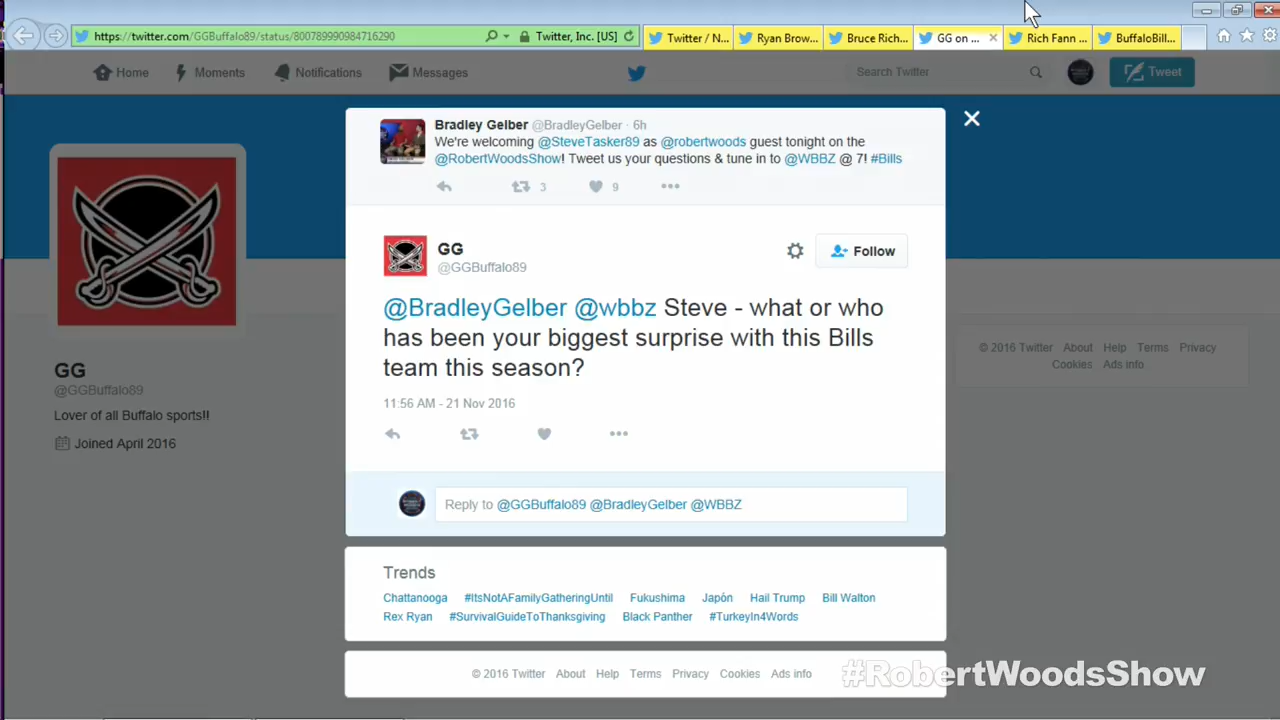 https://twitter.com/GGBuffalo89/status/800789990984716290
Twitter, Inc. [US]
Twitter / N...
Ryan Brow...
Bruce Rich...
GG on ...
Rich Fann ...
BuffaloBill...
Home
Moments
Notifications
Messages
Search Twitter
Tweet
Bradley Gelber @BradleyGelber · 6h
We're welcoming @SteveTasker89 as @robertwoods guest tonight on the
@RobertWoodsShow! Tweet us your questions & tune in to @WBBZ @ 7! #Bills
3
9
GG
@GGBuffalo89
Follow
@BradleyGelber @wbbz Steve - what or who
has been your biggest surprise with this Bills
team this season?
11:56 AM - 21 Nov 2016
Reply to @GGBuffalo89 @BradleyGelber @WBBZ
GG
@GGBuffalo89
Lover of all Buffalo sports!!
Joined April 2016
© 2016 Twitter About Help Terms Privacy
Cookies Ads info
Trends
Chattanooga #ItsNotAFamilyGatheringUntil Fukushima Japón Hail Trump Bill Walton
Rex Ryan #SurvivalGuideToThanksgiving Black Panther #TurkeyIn4Words
© 2016 Twitter About Help Terms Privacy Cookies Ads info
#RobertWoodsShow